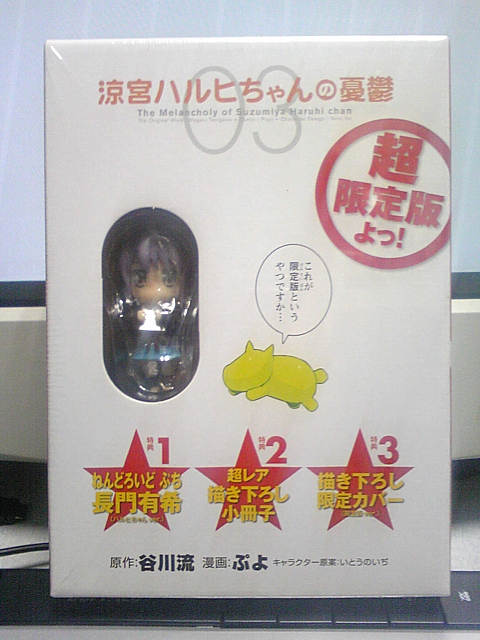 涼宮ハルヒちゃんの憂鬱
03
The Melancholy of Suzumiya Haruhi chan
超
限定版
よっ!
これが
限定版という
やつですか…
特典1
ねんどろいど ぷち
長門有希
特典2
超レア
描き下ろし
小冊子
特典3
描き下ろし
限定カバー
原作:谷川流 漫画:ぷよ キャラクター原案:いとうのいぢ